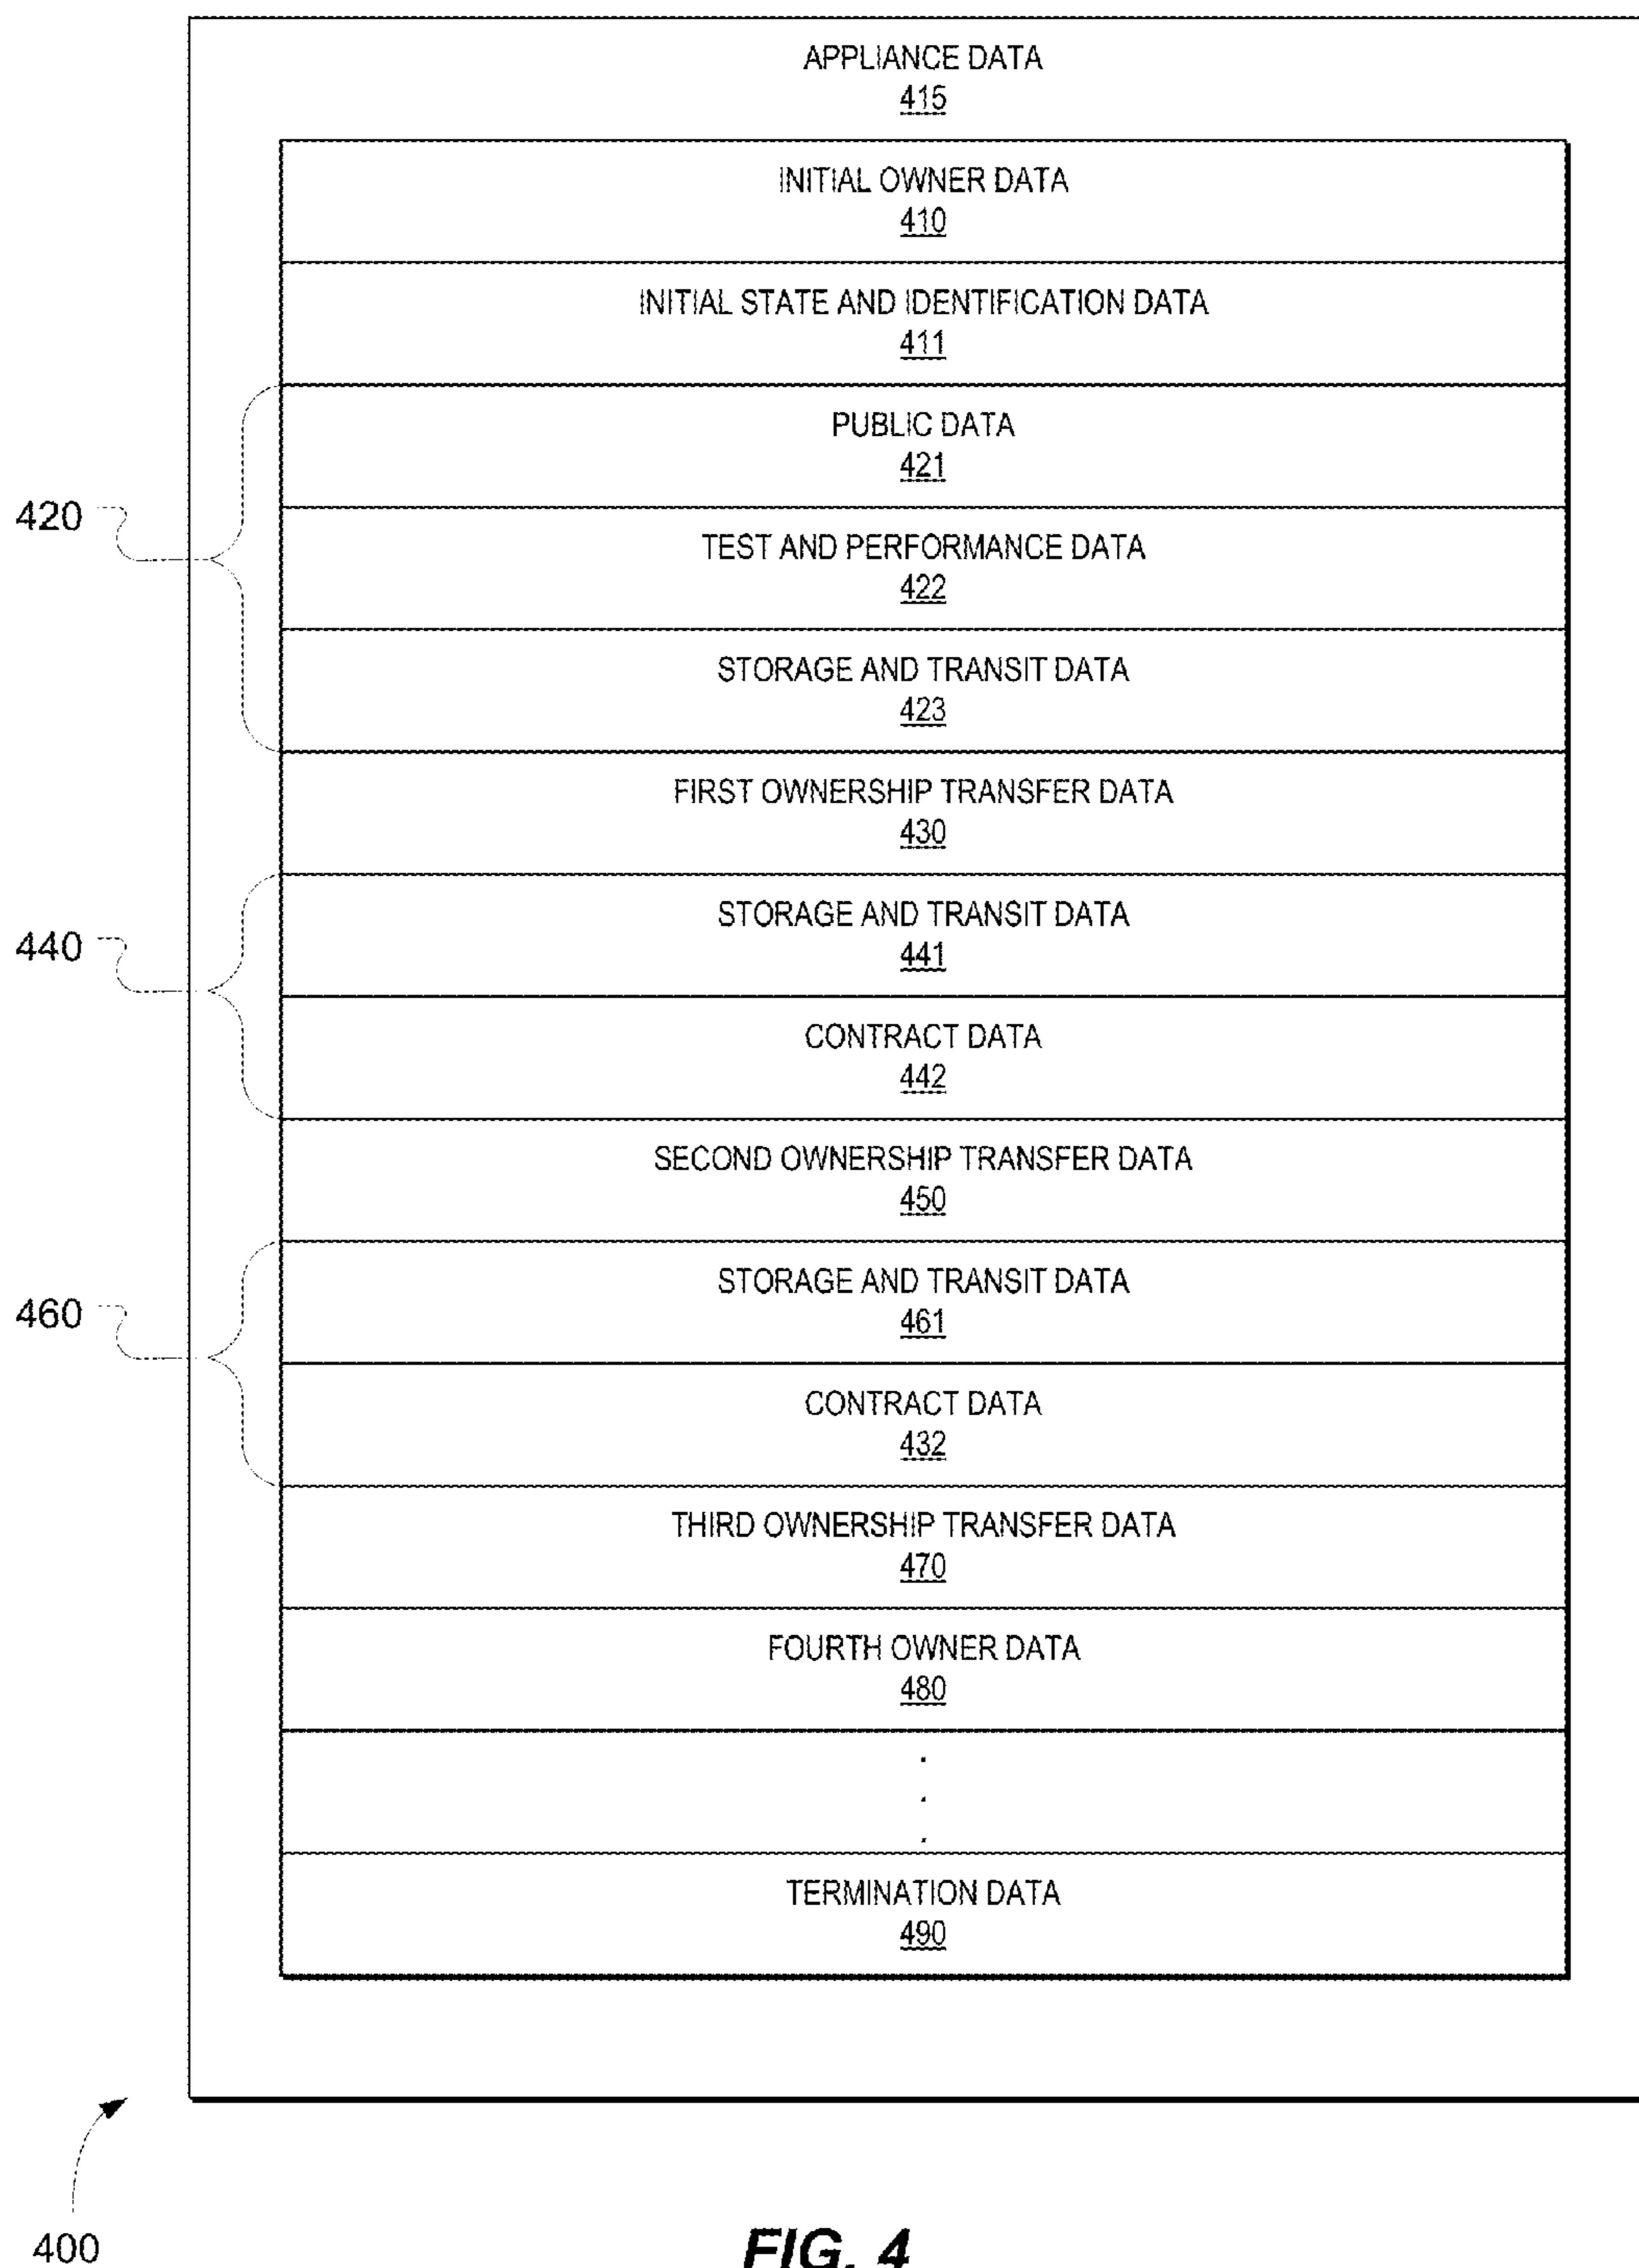 APPLIANCE DATA
415
INITIAL OWNER DATA
410
INITIAL STATE AND IDENTIFICATION DATA
411
PUBLIC DATA
421
420
TEST AND PERFORMANCE DATA
422
STORAGE AND TRANSIT DATA
423
FIRST OWNERSHIP TRANSFER DATA
430
STORAGE AND TRANSIT DATA
441
440
CONTRACT DATA
442
SECOND OWNERSHIP TRANSFER DATA
450
STORAGE AND TRANSIT DATA
461
460
CONTRACT DATA
432
THIRD OWNERSHIP TRANSFER DATA
470
FOURTH OWNER DATA
480
.
.
.
TERMINATION DATA
490
400
FIG. 4